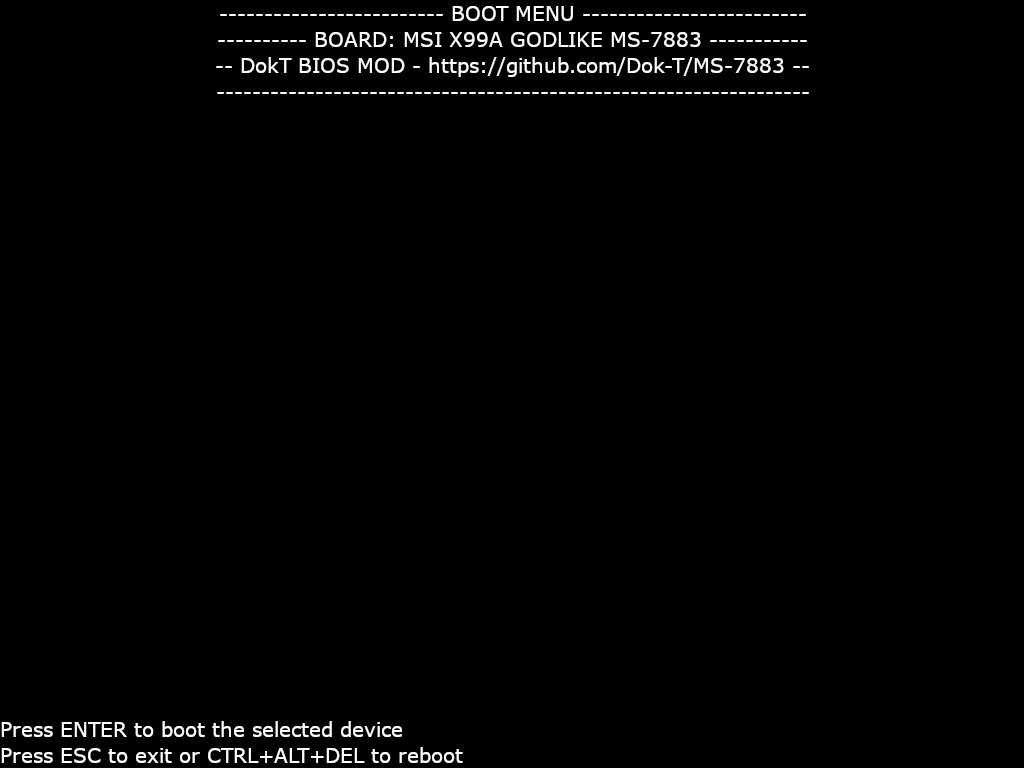 ------------------------- BOOT MENU -------------------------
---------- BOARD: MSI X99A GODLIKE MS-7883 -----------
-- DokT BIOS MOD - https://github.com/Dok-T/MS-7883 --
------------------------------------------------------------------
Press ENTER to boot the selected device
Press ESC to exit or CTRL+ALT+DEL to reboot